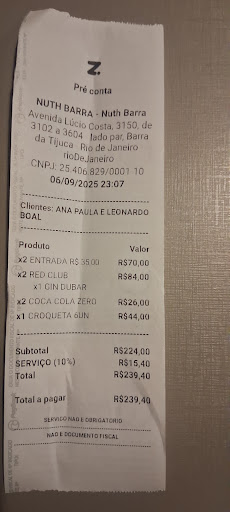 Z.
Pré conta
NUTH BARRA - Nuth Barra
Avenida Lúcio Costa, 3150, de
3102 a 3604 lado par, Barra
da Tijuca Rio de Janeiro
rioDeJaneiro
CNPJ: 25.406.829/0001 10
06/09/2025 23:07
Clientes: ANA PAULA E LEONARDO
BOAL
Produto Valor
x2 ENTRADA R$ 35,00 R$70,00
x2 RED CLUB R$84,00
x1 GIN DUBAR
x2 COCA COLA ZERO R$26,00
x1 CROQUETA 6UN R$44,00
Subtotal R$224,00
SERVIÇO (10%) R$15,40
Total R$239,40
Total a pagar R$239,40
SERVIÇO NAO E OBRIGATORIO
NAO E DOCUMENTO FISCAL